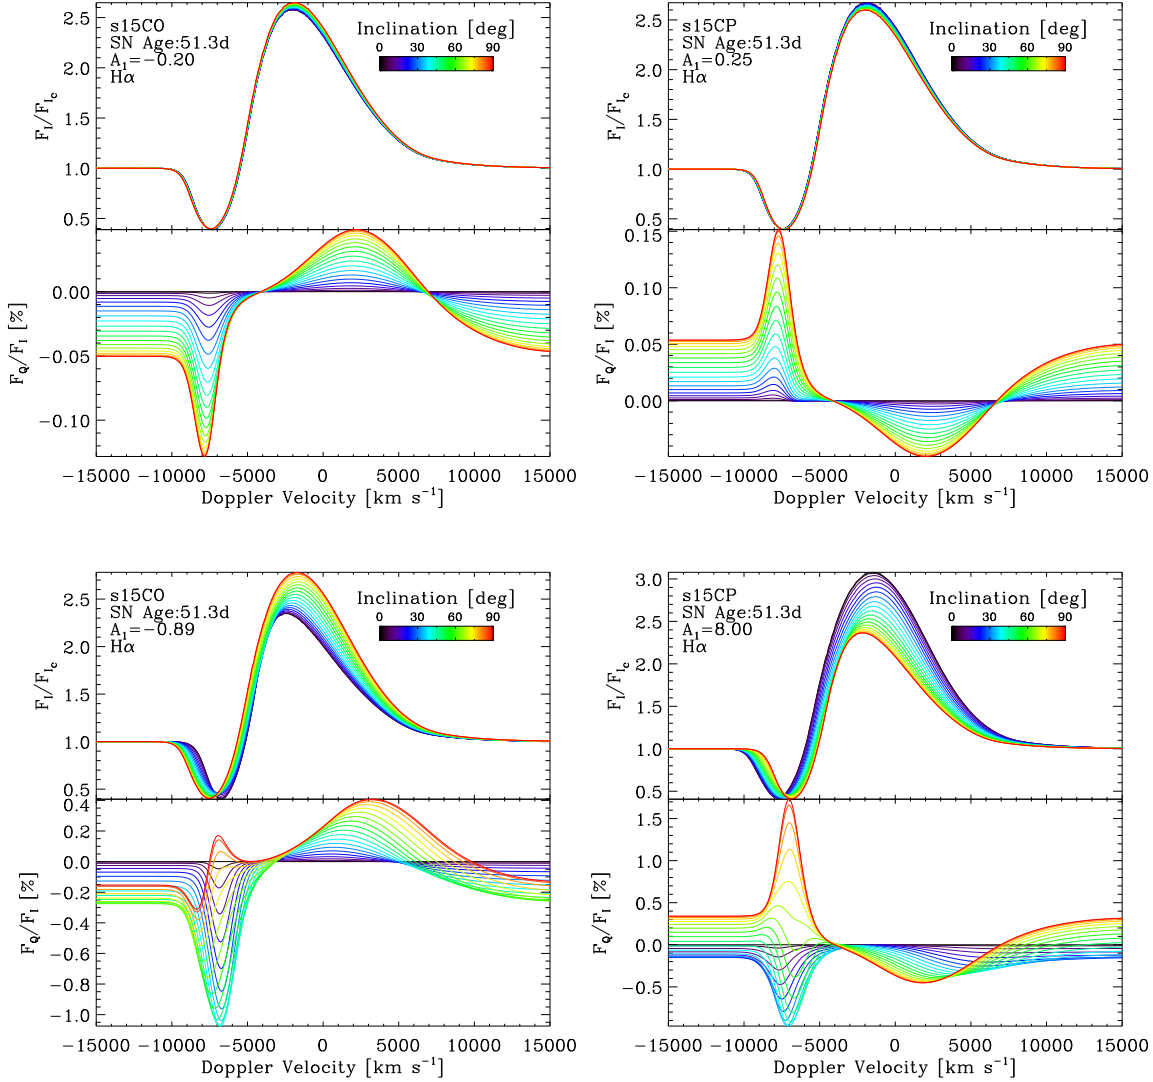 s15CO
SN Age:51.3d
A1=−0.20
Hα
Inclination [deg]
0 30 60 90
FI/FIc
2.5
2.0
1.5
1.0
0.5
FQ/FI [%]
0.00
−0.05
−0.10
−15000 −10000 −5000 0 5000 10000 15000
Doppler Velocity [km s−1]
s15CP
SN Age:51.3d
A1=0.25
Hα
Inclination [deg]
0 30 60 90
FI/FIc
2.5
2.0
1.5
1.0
0.5
FQ/FI [%]
0.15
0.10
0.05
0.00
−15000 −10000 −5000 0 5000 10000 15000
Doppler Velocity [km s−1]
s15CO
SN Age:51.3d
A1=−0.89
Hα
Inclination [deg]
0 30 60 90
FI/FIc
2.5
2.0
1.5
1.0
0.5
FQ/FI [%]
0.4
0.2
0.0
−0.2
−0.4
−0.6
−0.8
−1.0
−15000 −10000 −5000 0 5000 10000 15000
Doppler Velocity [km s−1]
s15CP
SN Age:51.3d
A1=8.00
Hα
Inclination [deg]
0 30 60 90
FI/FIc
3.0
2.5
2.0
1.5
1.0
0.5
FQ/FI [%]
1.5
1.0
0.5
0.0
−0.5
−15000 −10000 −5000 0 5000 10000 15000
Doppler Velocity [km s−1]